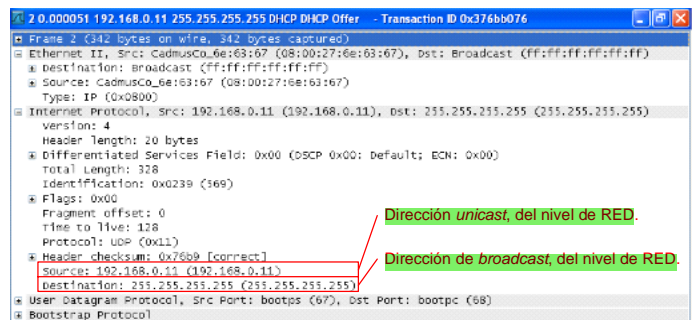 2 0.000051 192.168.0.11 255.255.255.255 DHCP DHCP Offer - Transaction ID 0x376bb076
Frame 2 (342 bytes on wire, 342 bytes captured)
Ethernet II, Src: CadmusCo_6e:63:67 (08:00:27:6e:63:67), Dst: Broadcast (ff:ff:ff:ff:ff:ff)
Destination: Broadcast (ff:ff:ff:ff:ff:ff)
Source: CadmusCo_6e:63:67 (08:00:27:6e:63:67)
Type: IP (0x0800)
Internet Protocol, Src: 192.168.0.11 (192.168.0.11), Dst: 255.255.255.255 (255.255.255.255)
Version: 4
Header length: 20 bytes
Differentiated Services Field: 0x00 (DSCP 0x00: Default; ECN: 0x00)
Total Length: 328
Identification: 0x0239 (569)
Flags: 0x00
Fragment offset: 0
Time to live: 128
Protocol: UDP (0x11)
Header checksum: 0x76b9 [correct]
Source: 192.168.0.11 (192.168.0.11)
Destination: 255.255.255.255 (255.255.255.255)
User Datagram Protocol, Src Port: bootps (67), Dst Port: bootpc (68)
Bootstrap Protocol
Dirección unicast, del nivel de RED.
Dirección de broadcast, del nivel de RED.